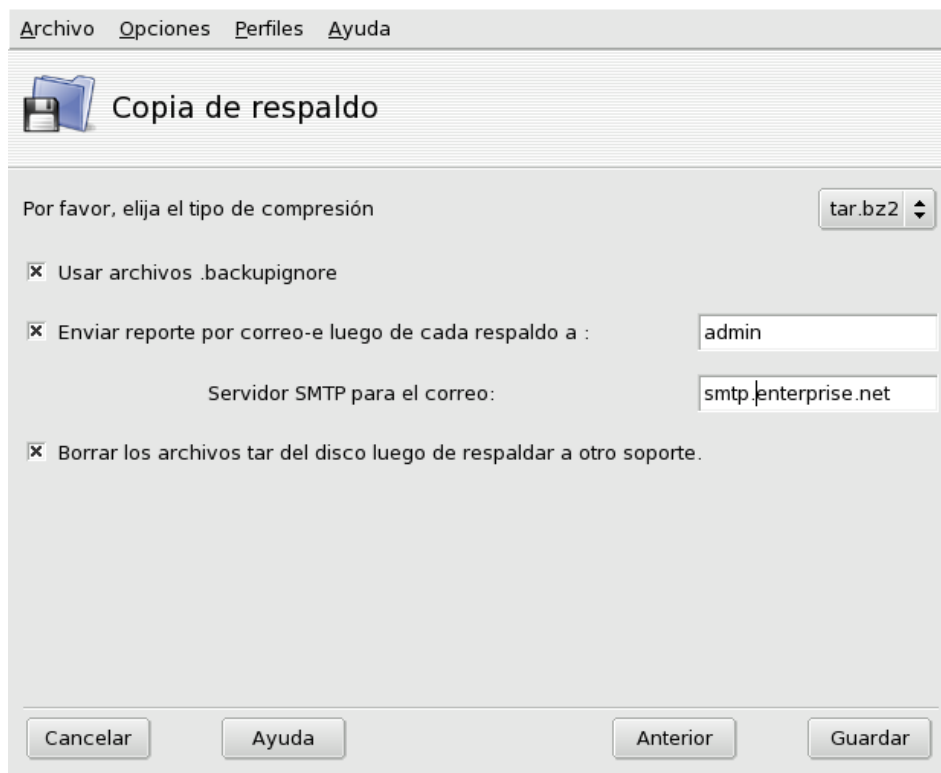 Archivo Opciones Perfiles Ayuda
Copia de respaldo
Por favor, elija el tipo de compresión tar.bz2
Usar archivos .backupignore
Enviar reporte por correo-e luego de cada respaldo a : admin
Servidor SMTP para el correo: smtp.enterprise.net
Borrar los archivos tar del disco luego de respaldar a otro soporte.
Cancelar Ayuda Anterior Guardar